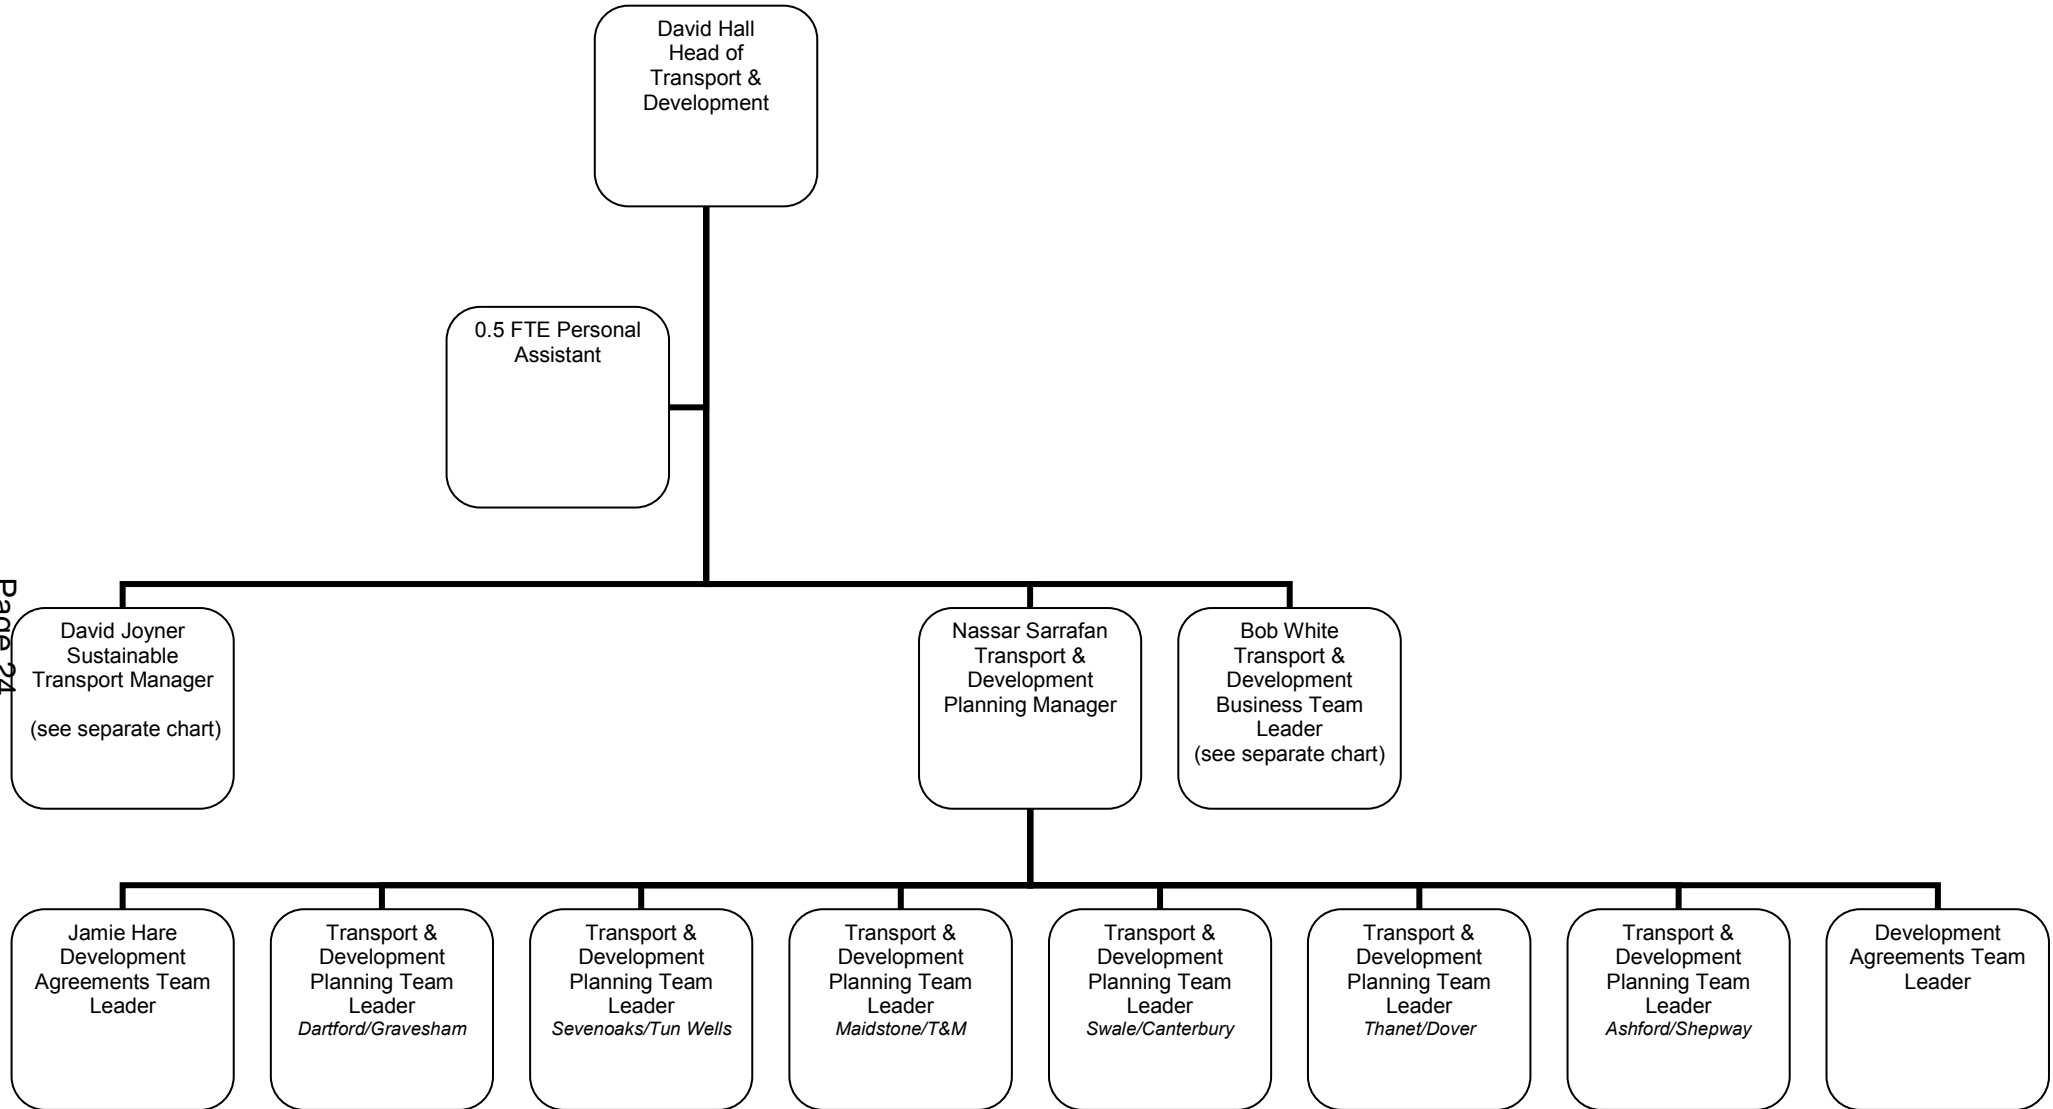 David Hall
Head of
Transport &
Development
0.5 FTE Personal
Assistant
Page 24
David Joyner
Sustainable
Transport Manager
(see separate chart)
Nassar Sarrafan
Transport &
Development
Planning Manager
Bob White
Transport &
Development
Business Team
Leader
(see separate chart)
Jamie Hare
Development
Agreements Team
Leader
Transport &
Development
Planning Team
Leader
Dartford/Gravesham
Transport &
Development
Planning Team
Leader
Sevenoaks/Tun Wells
Transport &
Development
Planning Team
Leader
Maidstone/T&M
Transport &
Development
Planning Team
Leader
Swale/Canterbury
Transport &
Development
Planning Team
Leader
Thanet/Dover
Transport &
Development
Planning Team
Leader
Ashford/Shepway
Development
Agreements Team
Leader